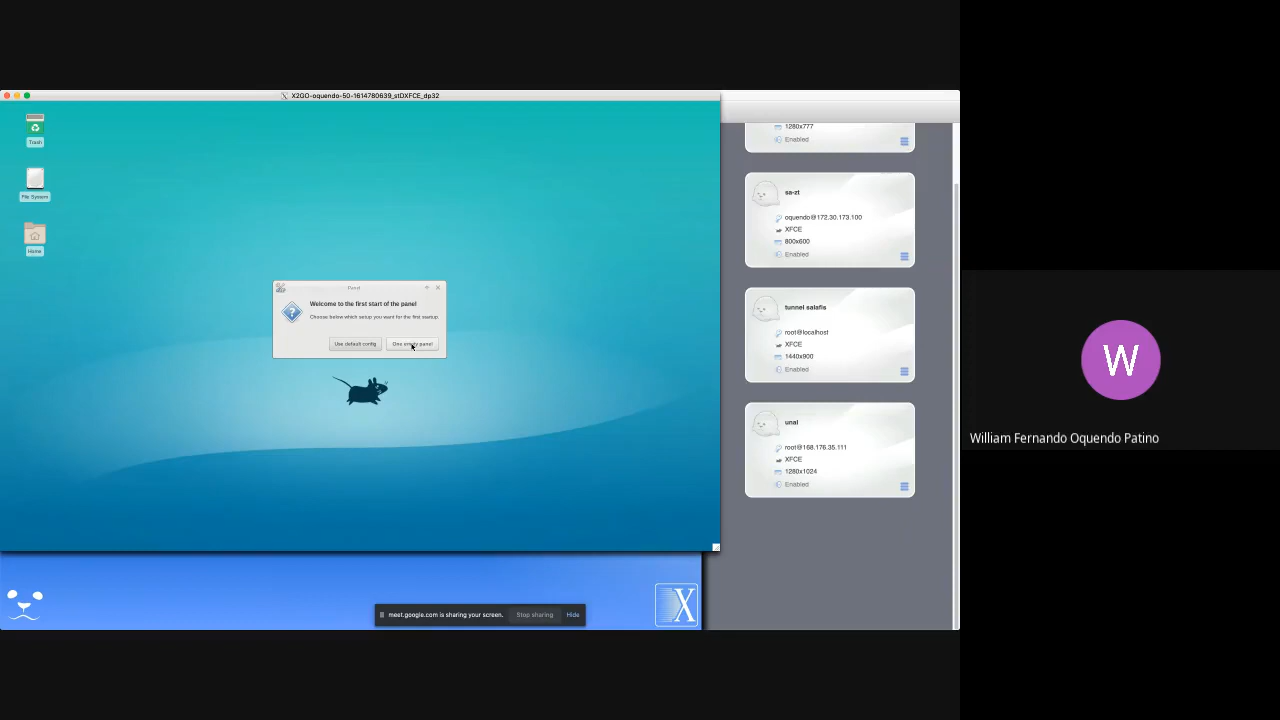 X2GO-oquendo-50-1614780639_stDXFCE_dp32
Trash
File System
Home
Panel
Welcome to the first start of the panel
Choose below which setup you want for the first startup.
Use default config
One empty panel
1280x777
Enabled
sa-zt
oquendo@172.30.173.100
XFCE
800x600
Enabled
tunnel salafis
root@localhost
XFCE
1440x900
Enabled
unal
root@168.176.35.111
XFCE
1280x1024
Enabled
meet.google.com is sharing your screen.
Stop sharing
Hide
X
W
William Fernando Oquendo Patino